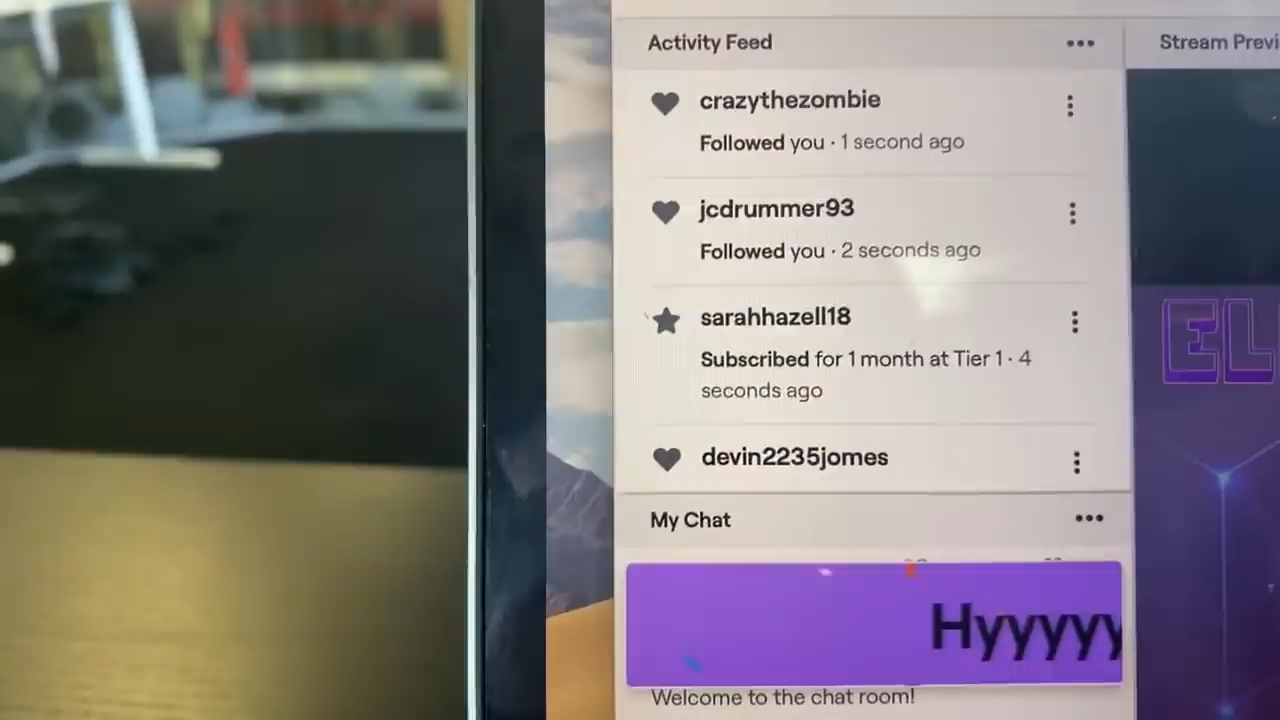 Activity Feed
Stream Previ
crazythezombie
Followed you · 1 second ago
jcdrummer93
Followed you · 2 seconds ago
sarahhazell18
Subscribed for 1 month at Tier 1 · 4
seconds ago
EL
devin2235jomes
My Chat
Hyyyyy
Welcome to the chat room!